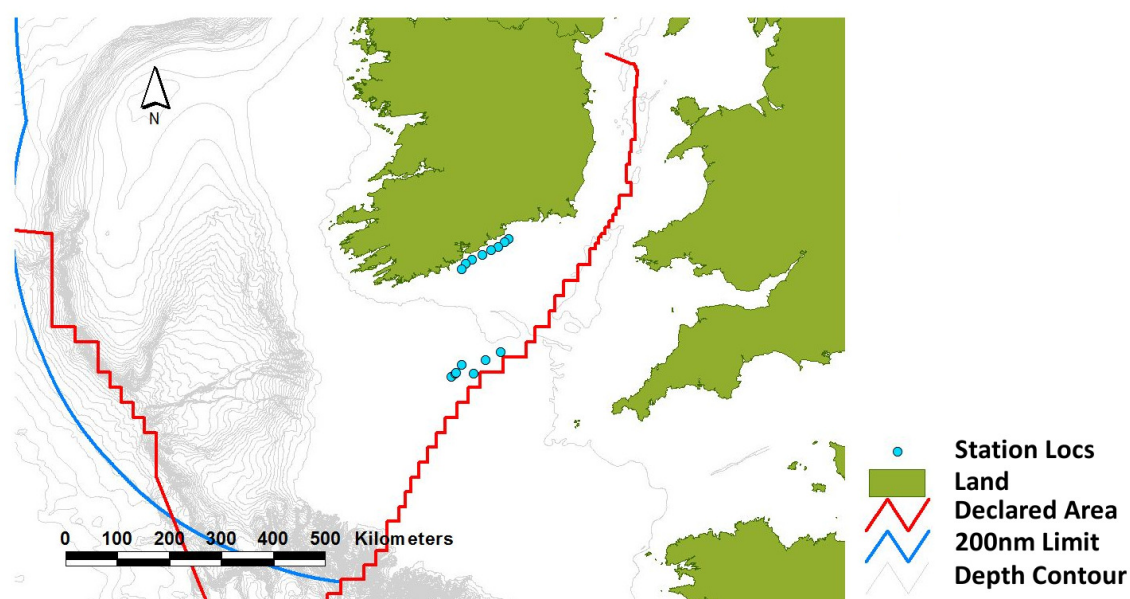 N
0 100 200 300 400 500 Kilometers
Station Locs
Land
Declared Area
200nm Limit
Depth Contour